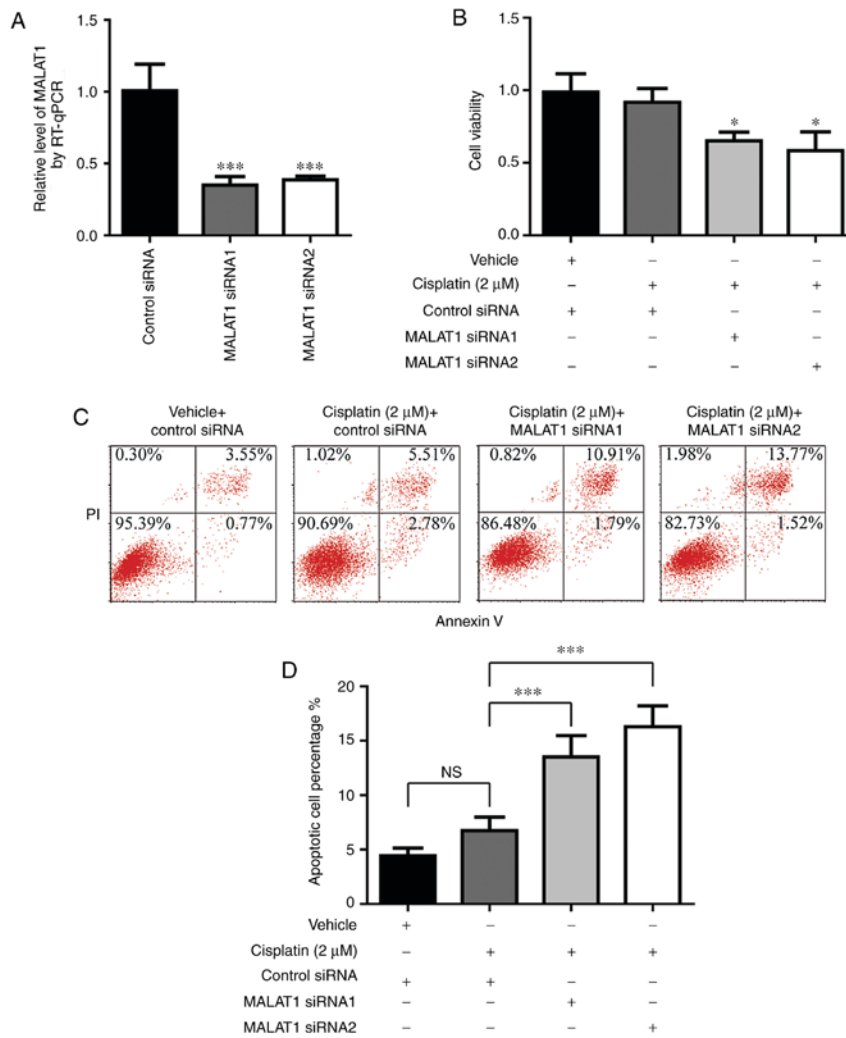 A
Relative level of MALAT1
by RT-qPCR
1.5
1.0
0.5
0.0
***
***
Control siRNA
MALAT1 siRNA1
MALAT1 siRNA2
B
Cell viability
1.5
1.0
0.5
0.0
*
*
Vehicle + – – –
Cisplatin (2 μM) – + + +
Control siRNA + + – –
MALAT1 siRNA1 – – + –
MALAT1 siRNA2 – – – +
C
Vehicle+
control siRNA
Cisplatin (2 μM)+
control siRNA
Cisplatin (2 μM)+
MALAT1 siRNA1
Cisplatin (2 μM)+
MALAT1 siRNA2
PI
0.30% 3.55%
95.39% 0.77%
1.02% 5.51%
90.69% 2.78%
0.82% 10.91%
86.48% 1.79%
1.98% 13.77%
82.73% 1.52%
Annexin V
D
Apoptotic cell percentage %
20
15
10
5
0
NS
***
***
Vehicle + – – –
Cisplatin (2 μM) – + + +
Control siRNA + + – –
MALAT1 siRNA1 – – + –
MALAT1 siRNA2 – – – +